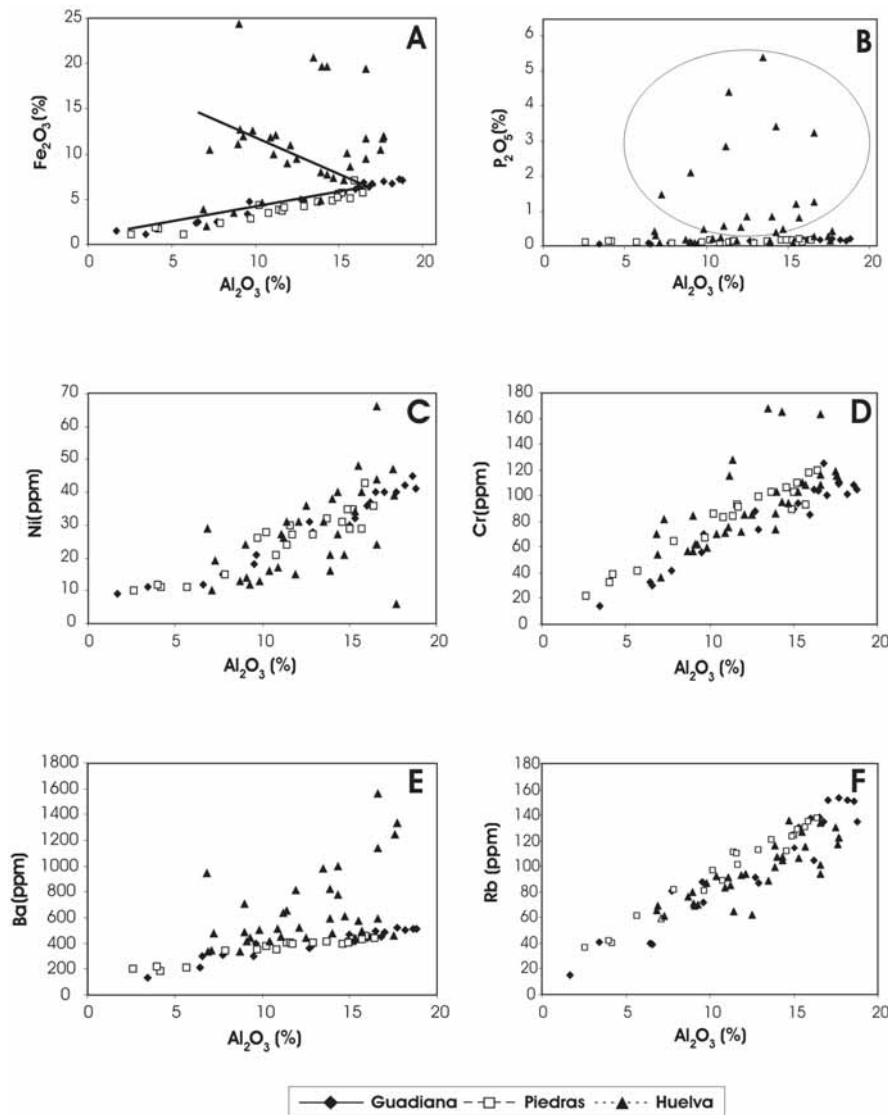 A
Fe₂O₃(%)
25
20
15
10
5
0
0 5 10 15 20
Al₂O₃ (%)
B
P₂O₅(%)
6
5
4
3
2
1
0
0 5 10 15 20
Al₂O₃ (%)
C
Ni(ppm)
70
60
50
40
30
20
10
0
0 5 10 15 20
Al₂O₃ (%)
D
Cr(ppm)
180
160
140
120
100
80
60
40
20
0
0 5 10 15 20
Al₂O₃ (%)
E
Ba(ppm)
1800
1600
1400
1200
1000
800
600
400
200
0
0 5 10 15 20
Al₂O₃ (%)
F
Rb(ppm)
180
160
140
120
100
80
60
40
20
0
0 5 10 15 20
Al₂O₃ (%)
Guadiana Piedras Huelva